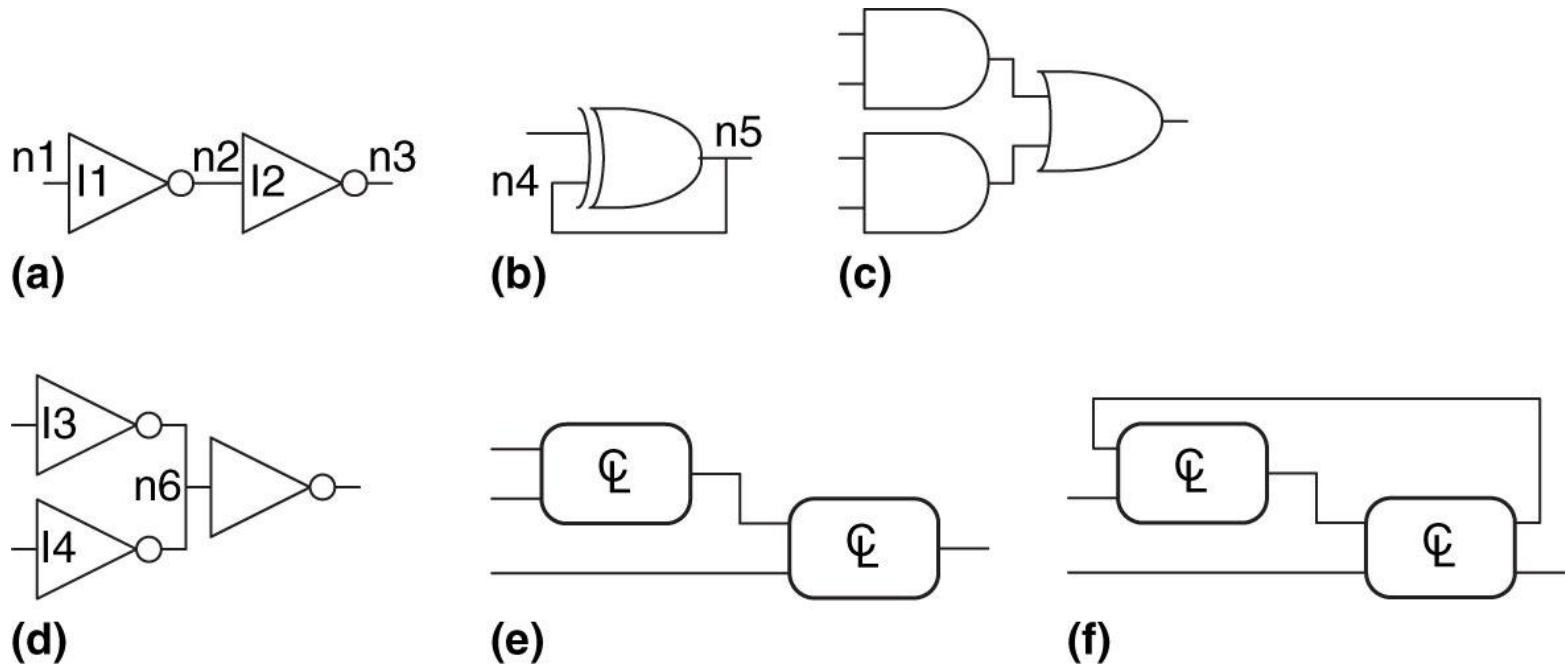 n1 I1 n2 I2 n3
n4 n5
(a) (b) (c)
I3
n6
I4
CL CL
CL CL
(d) (e) (f)